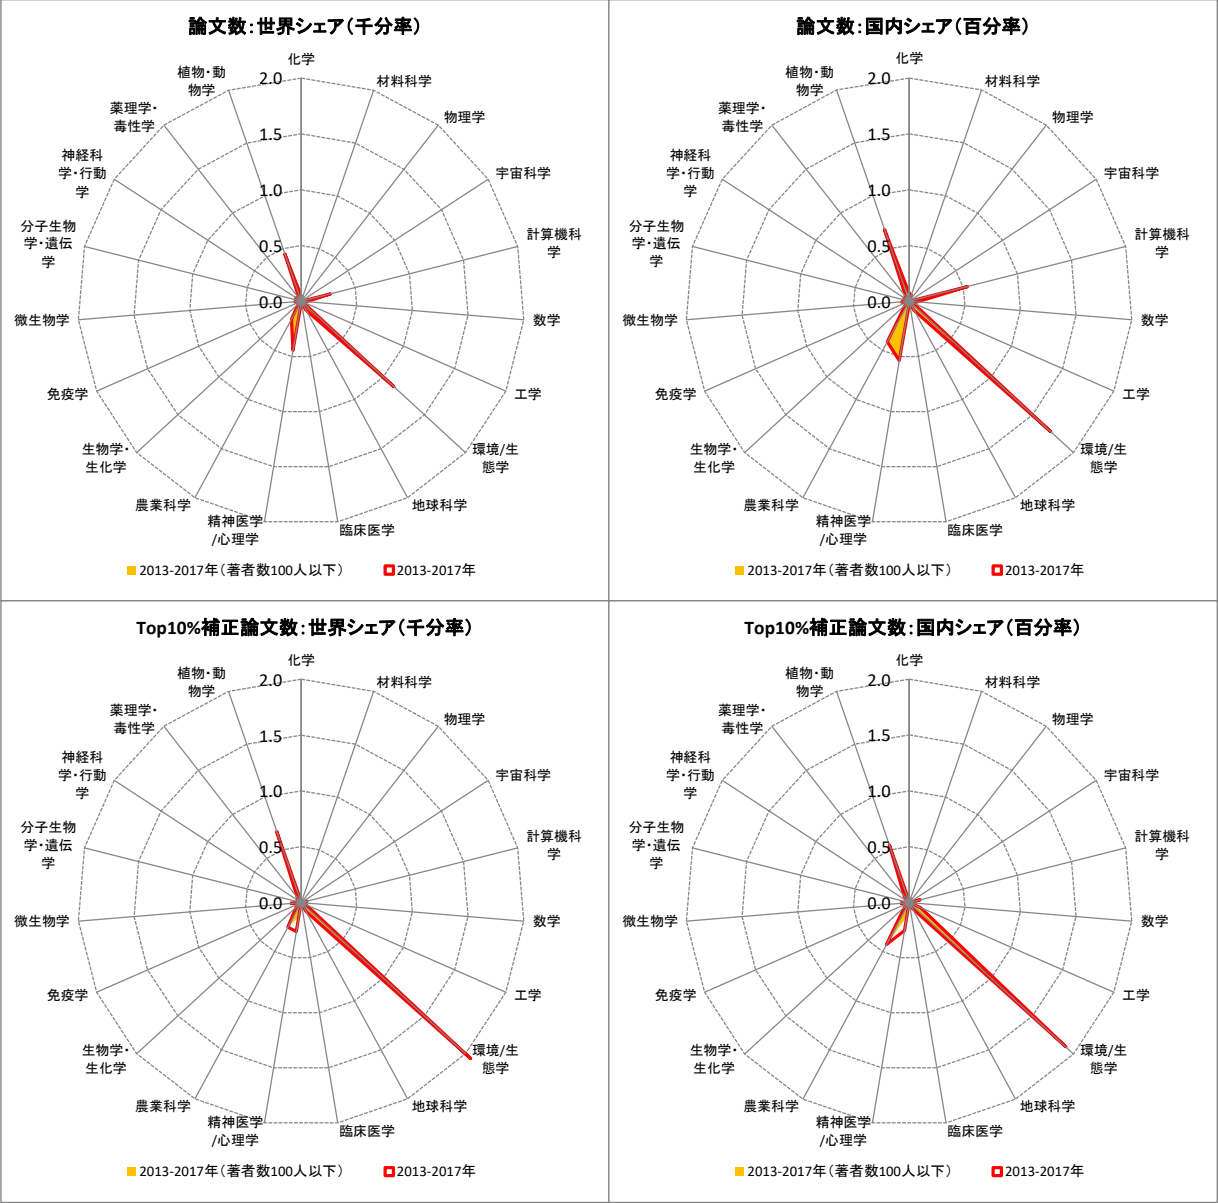 論文数：世界シェア（千分率）
化学
材料科学
物理学
宇宙科学
計算機科
学
数学
工学
環境/生
態学
地球科学
臨床医学
精神医学
/心理学
農業科学
生物学・
生化学
免疫学
微生物学
分子生物
学・遺伝
学
神経科
学・行動
学
薬理学・
毒性学
植物・動
物学
2.0
1.5
1.0
0.5
0.0
2013-2017年（著者数100人以下）
2013-2017年
論文数：国内シェア（百分率）
化学
材料科学
物理学
宇宙科学
計算機科
学
数学
工学
環境/生
態学
地球科学
臨床医学
精神医学
/心理学
農業科学
生物学・
生化学
免疫学
微生物学
分子生物
学・遺伝
学
神経科
学・行動
学
薬理学・
毒性学
植物・動
物学
2.0
1.5
1.0
0.5
0.0
2013-2017年（著者数100人以下）
2013-2017年
Top10%補正論文数：世界シェア（千分率）
化学
材料科学
物理学
宇宙科学
計算機科
学
数学
工学
環境/生
態学
地球科学
臨床医学
精神医学
/心理学
農業科学
生物学・
生化学
免疫学
微生物学
分子生物
学・遺伝
学
神経科
学・行動
学
薬理学・
毒性学
植物・動
物学
2.0
1.5
1.0
0.5
0.0
2013-2017年（著者数100人以下）
2013-2017年
Top10%補正論文数：国内シェア（百分率）
化学
材料科学
物理学
宇宙科学
計算機科
学
数学
工学
環境/生
態学
地球科学
臨床医学
精神医学
/心理学
農業科学
生物学・
生化学
免疫学
微生物学
分子生物
学・遺伝
学
神経科
学・行動
学
薬理学・
毒性学
植物・動
物学
2.0
1.5
1.0
0.5
0.0
2013-2017年（著者数100人以下）
2013-2017年